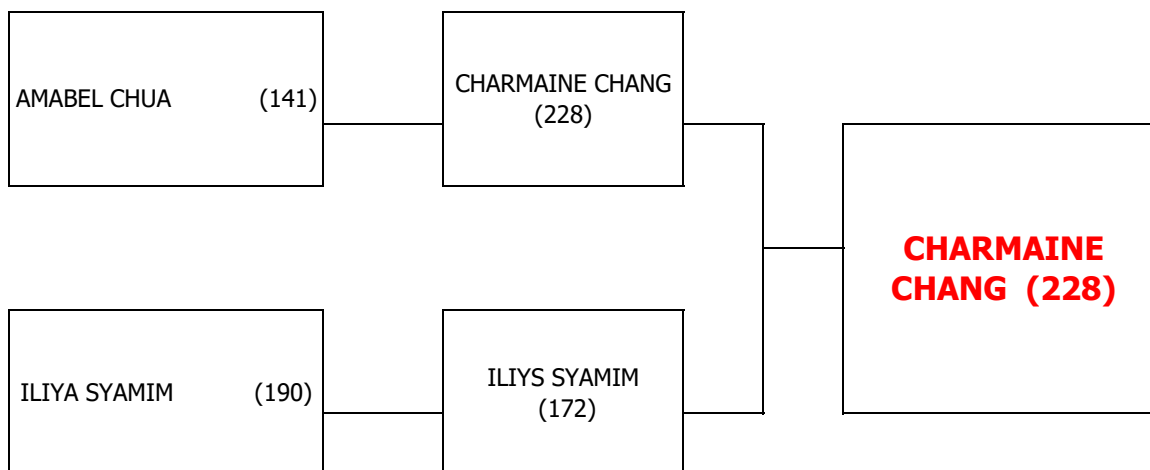 AMABEL CHUA (141)
CHARMAINE CHANG
(228)
CHARMAINE
CHANG (228)
ILIYA SYAMIM (190)
ILIYS SYAMIM
(172)